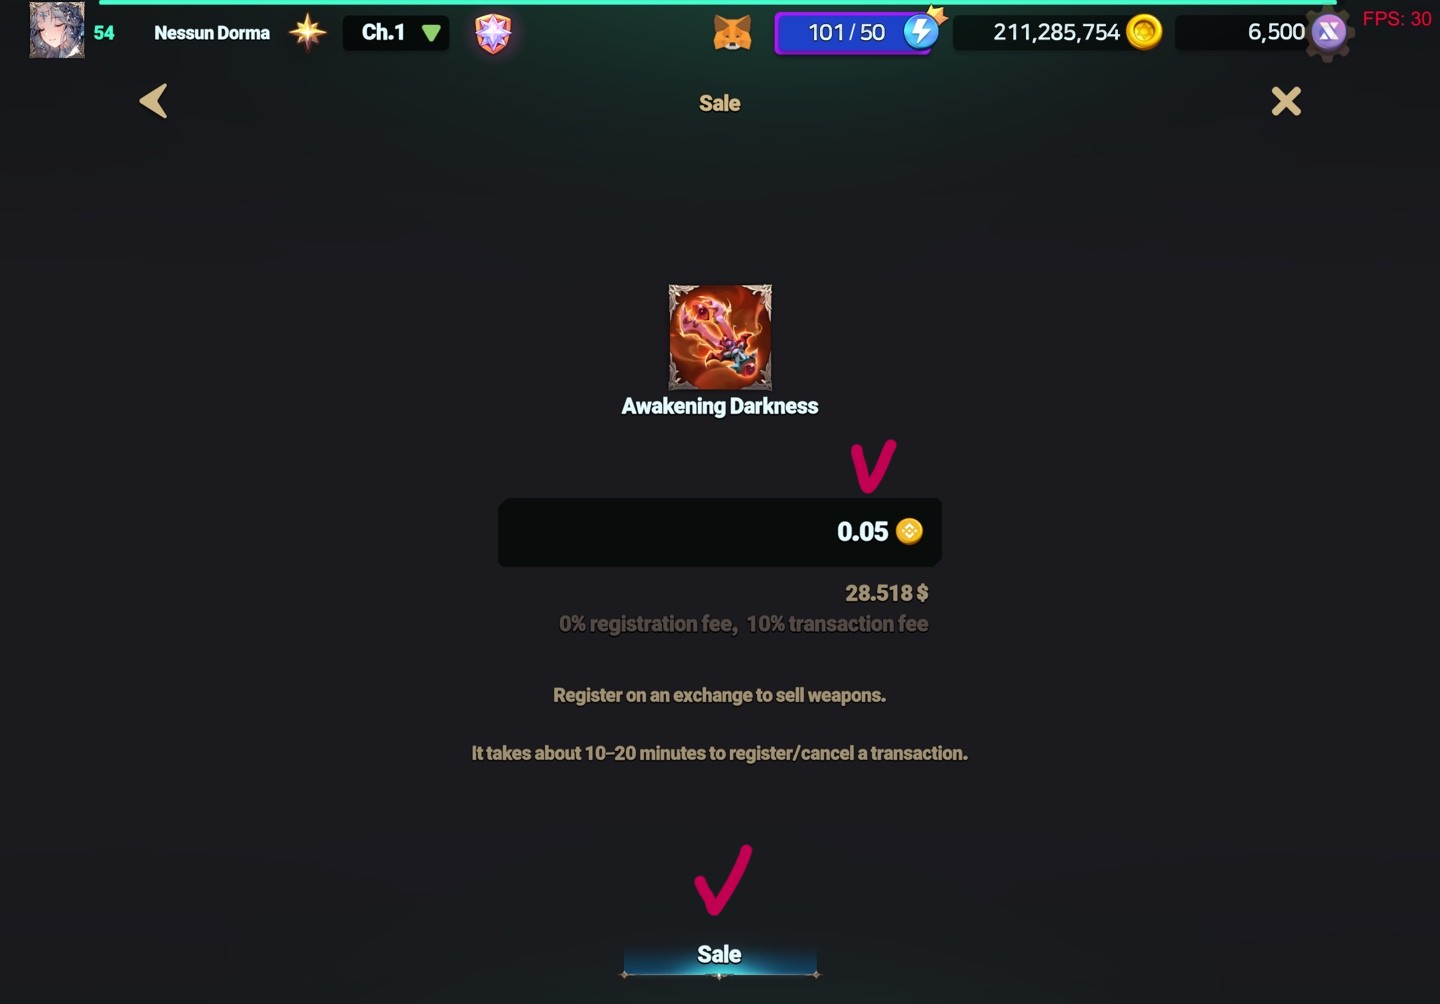 54 Nessun Dorma Ch.1 101/50 211,285,754 6,500 FPS: 30
Sale
Awakening Darkness
0.05
28.518 $
0% registration fee, 10% transaction fee
Register on an exchange to sell weapons.
It takes about 10-20 minutes to register/cancel a transaction.
Sale